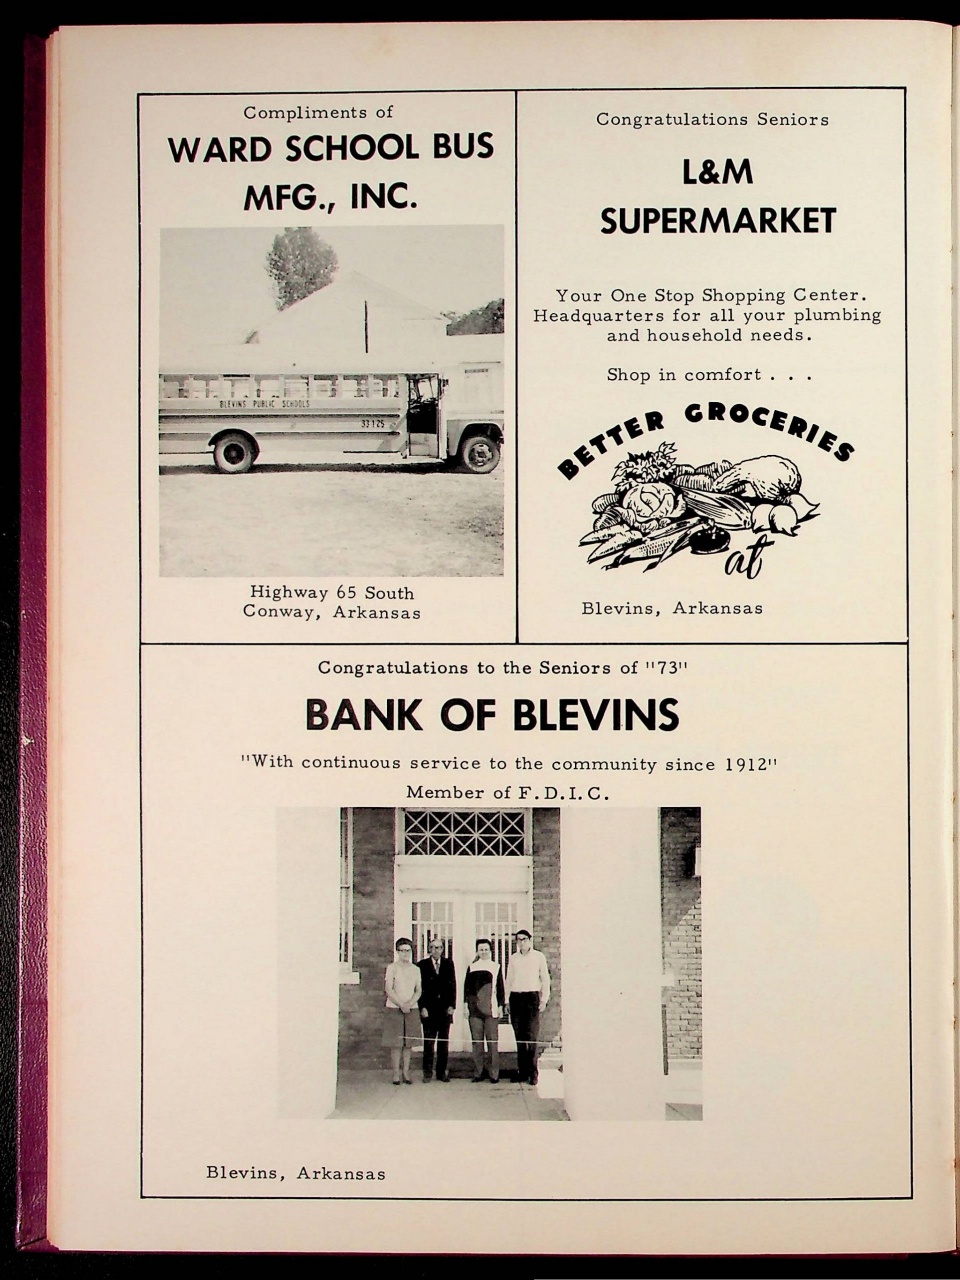 Compliments of
WARD SCHOOL BUS
MFG., INC.
BLEVINS PUBLIC SCHOOLS
33125
Highway 65 South
Conway, Arkansas
Congratulations Seniors
L&M
SUPERMARKET
Your One Stop Shopping Center.
Headquarters for all your plumbing
and household needs.
Shop in comfort . . .
BETTER GROCERIES
at
Blevins, Arkansas
Congratulations to the Seniors of "73"
BANK OF BLEVINS
"With continuous service to the community since 1912"
Member of F.D.I.C.
Blevins, Arkansas